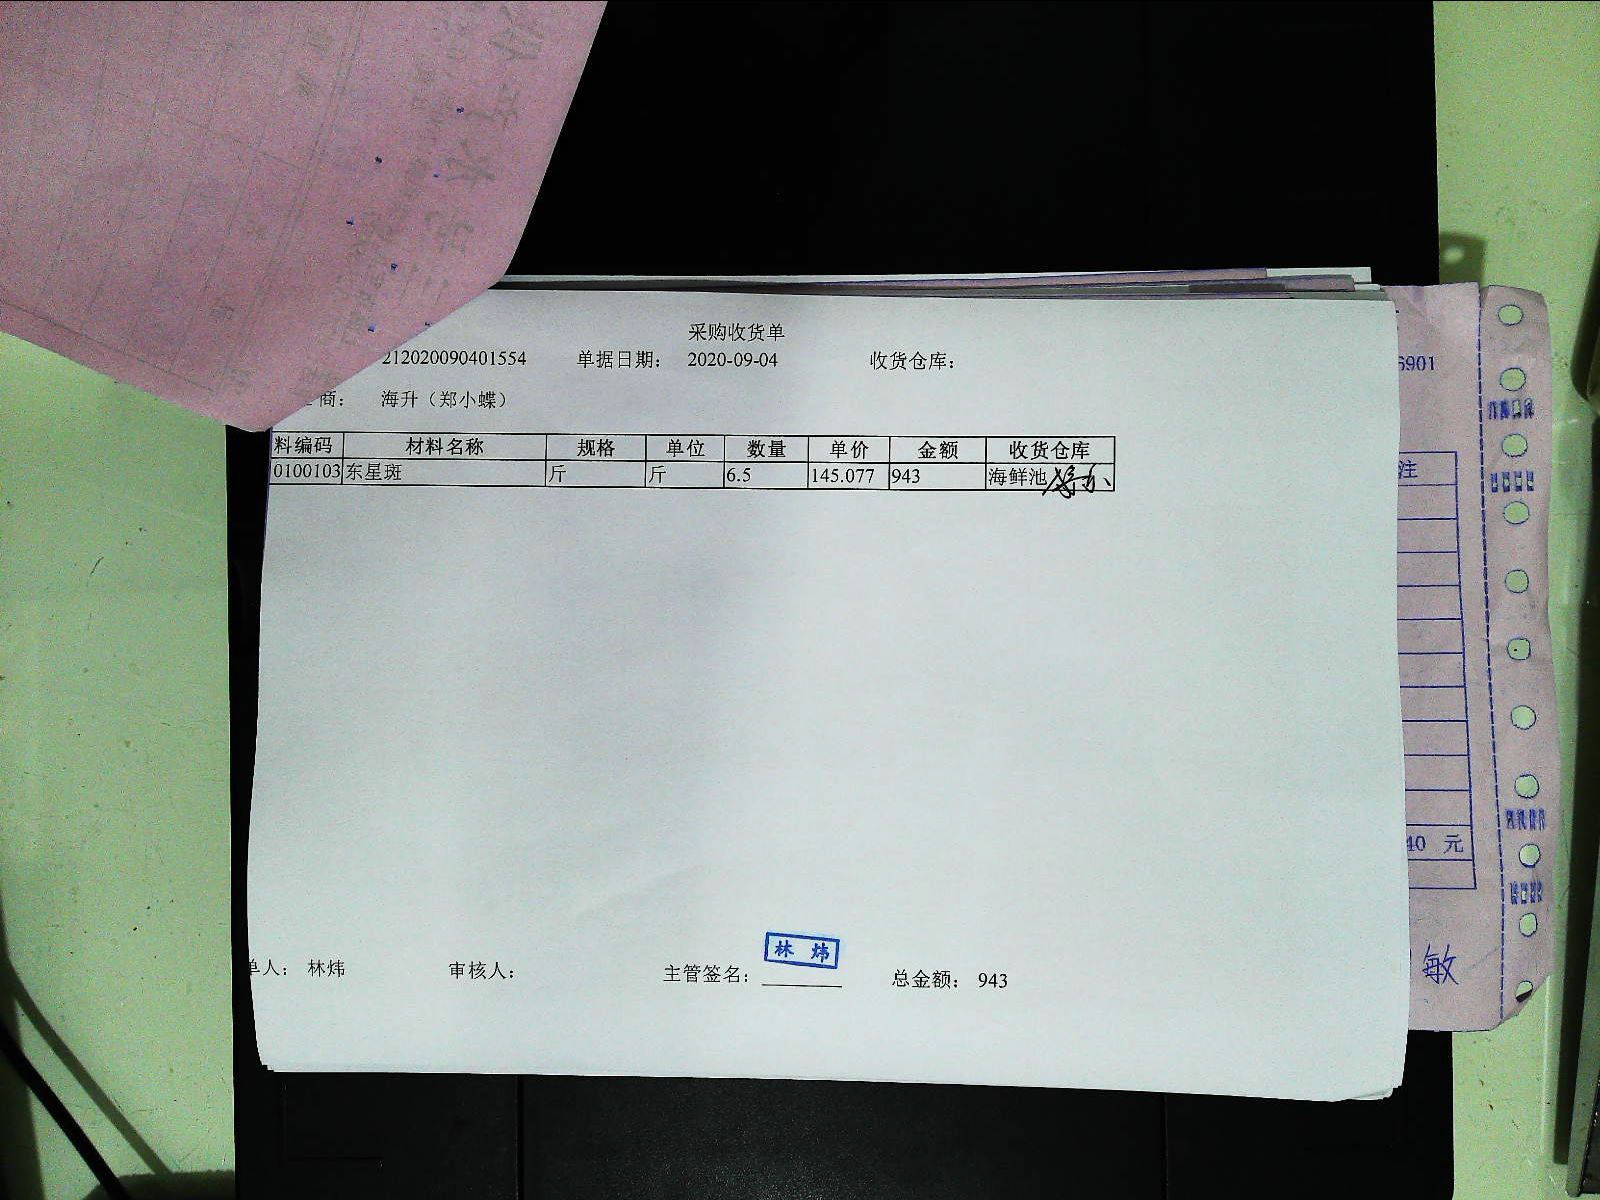 采购收货单
212020090401554 单据日期： 2020-09-04 收货仓库：
商： 海升（郑小蝶）
料编码 材料名称 规格 单位 数量 单价 金额 收货仓库
0100103 东星斑 斤 斤 6.5 145.077 943 海鲜池
单人： 林炜 审核人： 主管签名： 林炜 总金额： 943
6901
注
40 元
敏